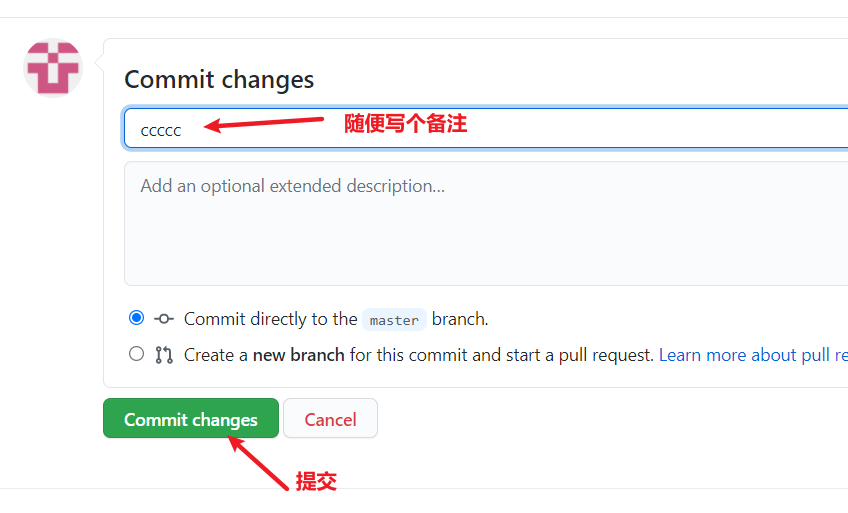 Commit changes
ccccc 随便写个备注
Add an optional extended description...
Commit directly to the master branch.
Create a new branch for this commit and start a pull request. Learn more about pull re
Commit changes Cancel
提交